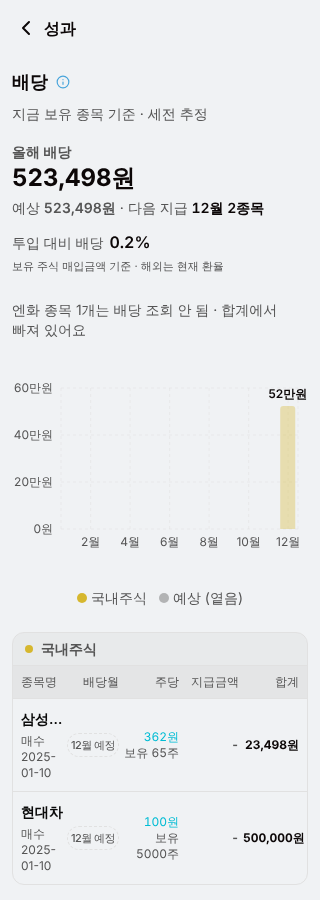 성과
배당
지금 보유 종목 기준 · 세전 추정
올해 배당
523,498원
예상 523,498원 · 다음 지급 12월 2종목
투입 대비 배당 0.2%
보유 주식 매입금액 기준 · 해외는 현재 환율
엔화 종목 1개는 배당 조회 안 됨 · 합계에서
빠져 있어요
60만원
52만원
40만원
20만원
0원
2월 4월 6월 8월 10월 12월
국내주식 예상 (옅음)
국내주식
종목명 배당월 주당 지급금액 합계
삼성...
매수
2025-
01-10
12월 예정
362원
보유 65주
-
23,498원
현대차
매수
2025-
01-10
12월 예정
100원
보유
5000주
-
500,000원